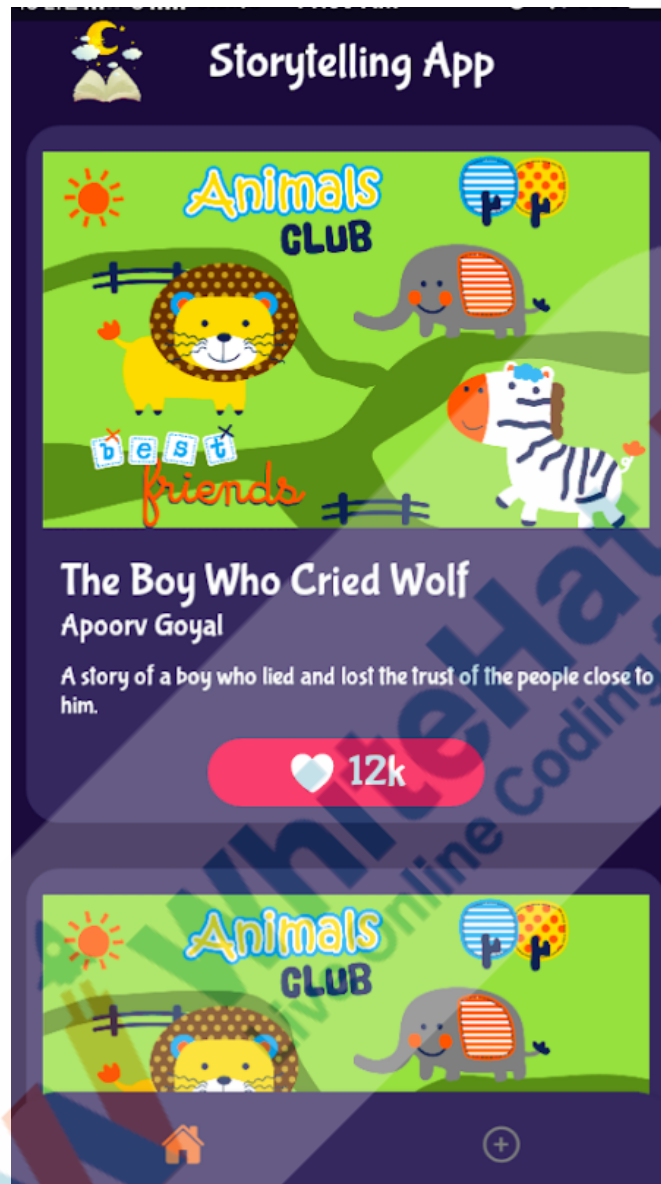 Storytelling App
Animals
CLUB
best
friends
The Boy Who Cried Wolf
Apoorv Goyal
A story of a boy who lied and lost the trust of the people close to
him.
12k
WhiteHat
Live Online Coding
Animals
CLUB